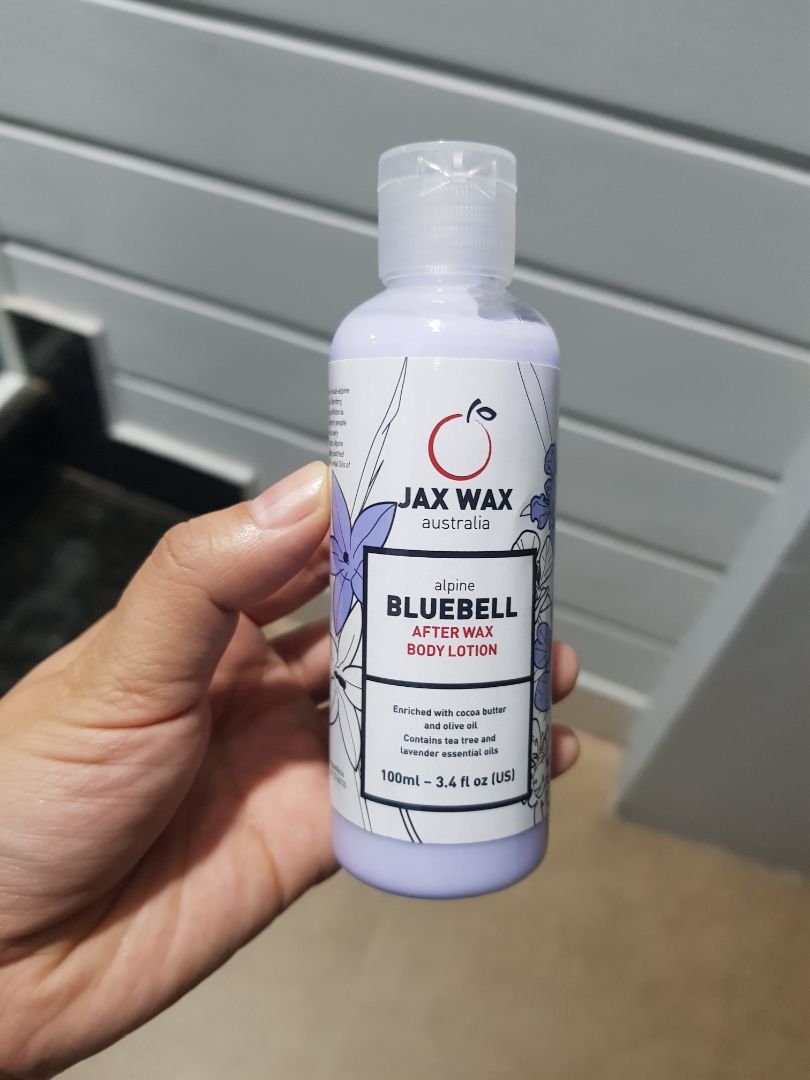 JAX WAX
australia
alpine
BLUEBELL
AFTER WAX
BODY LOTION
Enriched with cocoa butter
and olive oil
Contains tea tree and
lavender essential oils
100ml – 3.4 fl oz (US)